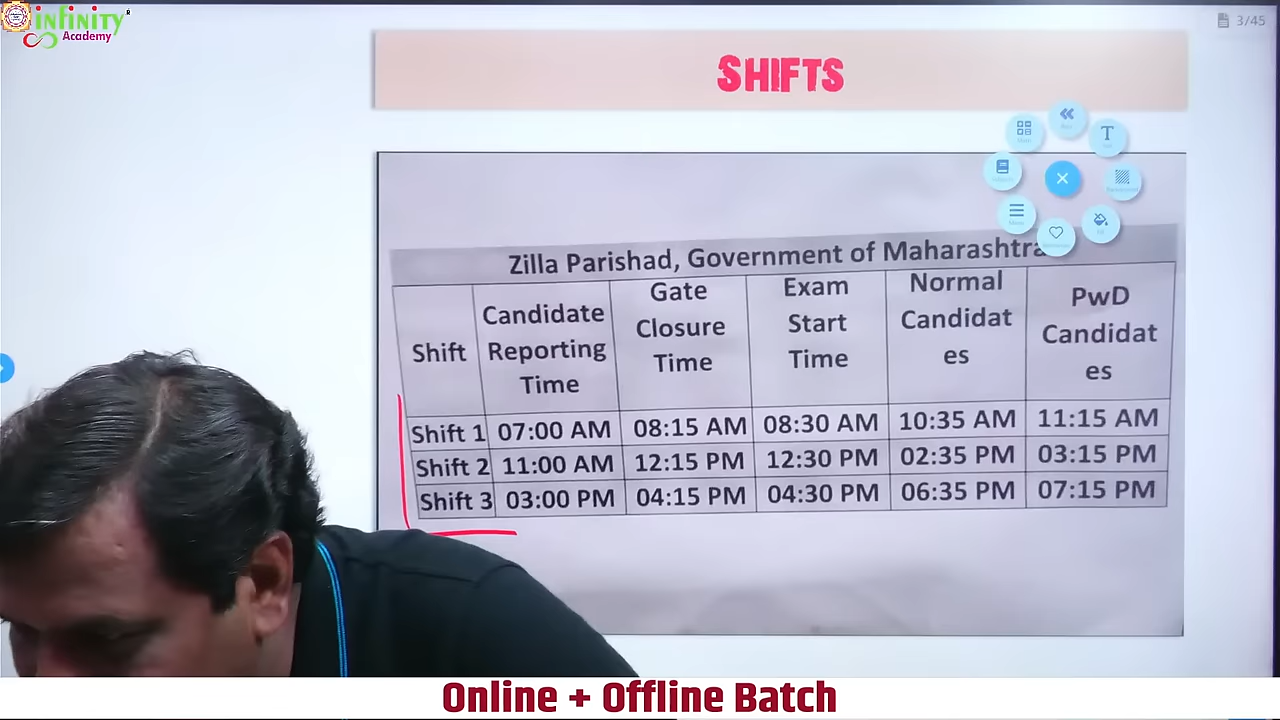 infinity
Academy
3/45
SHIFTS
T
Zilla Parishad, Government of Maharashtra
Shift
Candidate
Reporting
Time
Gate
Closure
Time
Exam
Start
Time
Normal
Candidat
es
PwD
Candidat
es
Shift 1 07:00 AM 08:15 AM 08:30 AM 10:35 AM 11:15 AM
Shift 2 11:00 AM 12:15 PM 12:30 PM 02:35 PM 03:15 PM
Shift 3 03:00 PM 04:15 PM 04:30 PM 06:35 PM 07:15 PM
Online + Offline Batch